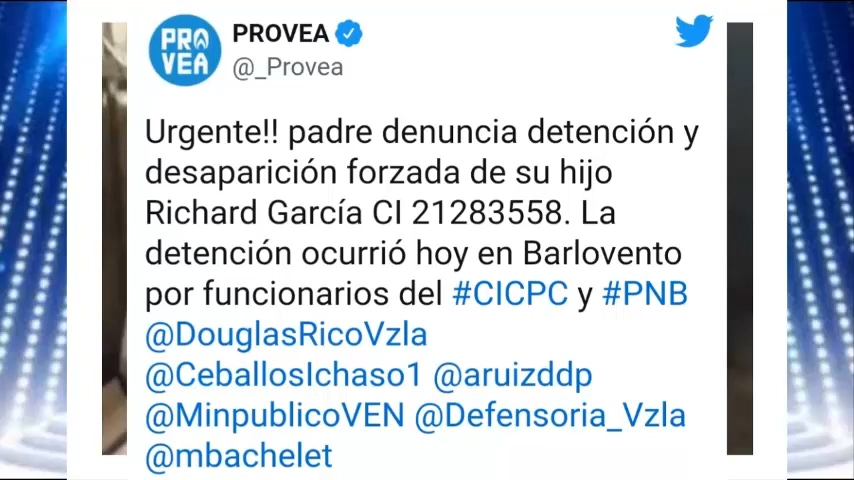 PRO
VEA
PROVEA
@_Provea
Urgente!! padre denuncia detención y
desaparición forzada de su hijo
Richard García CI 21283558. La
detención ocurrió hoy en Barlovento
por funcionarios del #CICPC y #PNB
@DouglasRicoVzla
@CeballosIchaso1 @aruizddp
@MinpublicoVEN @Defensoria_Vzla
@mbachelet